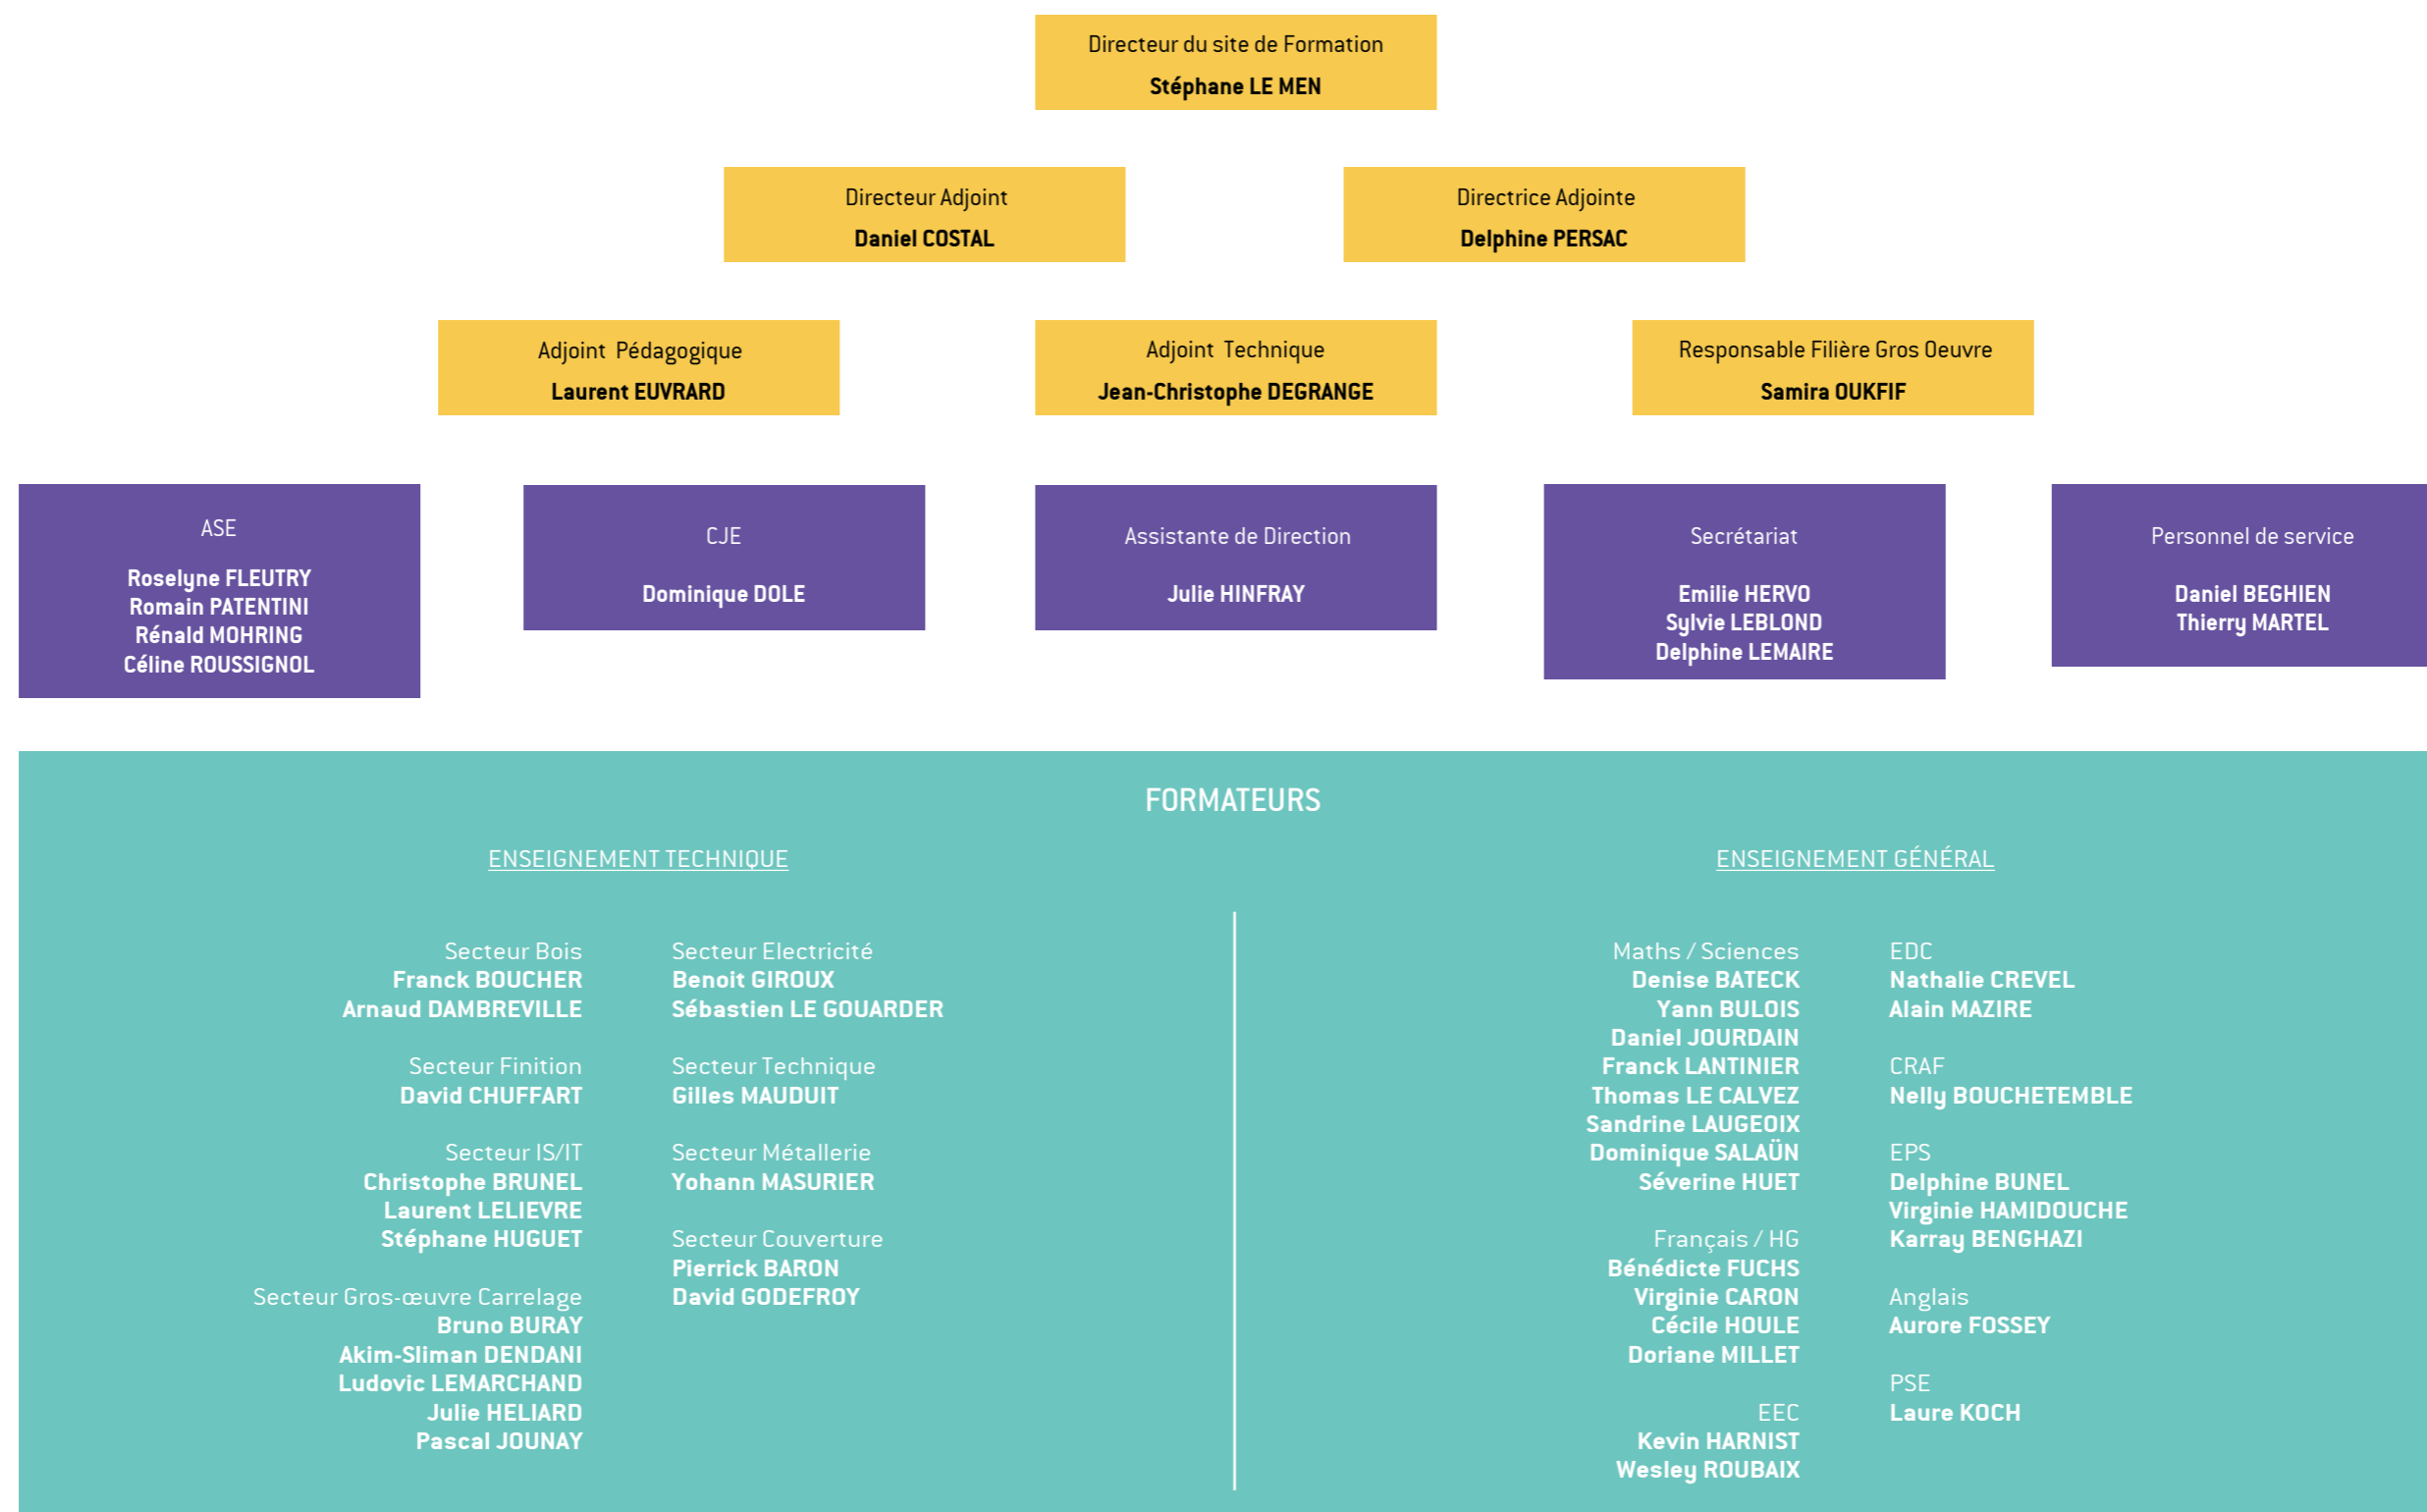 Directeur du site de Formation
Stéphane LE MEN
Directeur Adjoint
Daniel COSTAL
Directrice Adjointe
Delphine PERSAC
Adjoint Pédagogique
Laurent EUVRARD
Adjoint Technique
Jean-Christophe DEGRANGE
Responsable Filière Gros Oeuvre
Samira OUKFIF
ASE
Roselyne FLEUTRY
Romain PATENTINI
Rénald MOHRING
Céline ROUSSIGNOL
CJE
Dominique DOLE
Assistante de Direction
Julie HINFRAY
Secrétariat
Emilie HERVO
Sylvie LEBLOND
Delphine LEMAIRE
Personnel de service
Daniel BEGHIEN
Thierry MARTEL
FORMATEURS
ENSEIGNEMENT TECHNIQUE
Secteur Bois
Franck BOUCHER
Arnaud DAMBREVILLE
Secteur Finition
David CHUFFART
Secteur IS/IT
Christophe BRUNEL
Laurent LELIEVRE
Stéphane HUGUET
Secteur Gros-œuvre Carrelage
Bruno BURAY
Akim-Sliman DENDANI
Ludovic LEMARCHAND
Julie HELIARD
Pascal JOUNAY
Secteur Electricité
Benoit GIROUX
Sébastien LE GOUARDER
Secteur Technique
Gilles MAUDUIT
Secteur Métallerie
Yohann MASURIER
Secteur Couverture
Pierrick BARON
David GODEFROY
ENSEIGNEMENT GÉNÉRAL
Maths / Sciences
Denise BATECK
Yann BULOIS
Daniel JOURDAIN
Franck LANTINIER
Thomas LE CALVEZ
Sandrine LAUGEOIX
Dominique SALAÜN
Séverine HUET
Français / HG
Bénédicte FUCHS
Virginie CARON
Cécile HOULE
Doriane MILLET
EEC
Kevin HARNIST
Wesley ROUBAIX
EDC
Nathalie CREVEL
Alain MAZIRE
CRAF
Nelly BOUCHETEMBLE
EPS
Delphine BUNEL
Virginie HAMIDOUCHE
Karray BENGHAZI
Anglais
Aurore FOSSEY
PSE
Laure KOCH